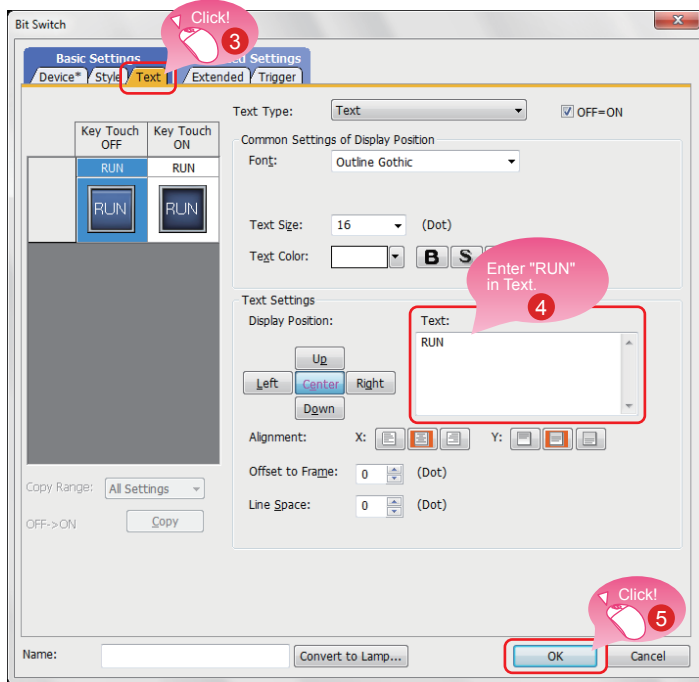 Bit Switch
Click!
3
Basic Settings
ed Settings
Device* Style Text Extended Trigger
Text Type: Text OFF=ON
Key Touch OFF
Key Touch ON
RUN RUN
RUN RUN
Common Settings of Display Position
Font: Outline Gothic
Text Size: 16 (Dot)
Text Color: B S
Enter "RUN"
in Text.
4
Text Settings
Display Position:
Text:
RUN
Up
Left Center Right
Down
Alignment: X: Y:
Offset to Frame: 0 (Dot)
Line Space: 0 (Dot)
Copy Range: All Settings
OFF->ON Copy
Click!
5
Name: Convert to Lamp... OK Cancel